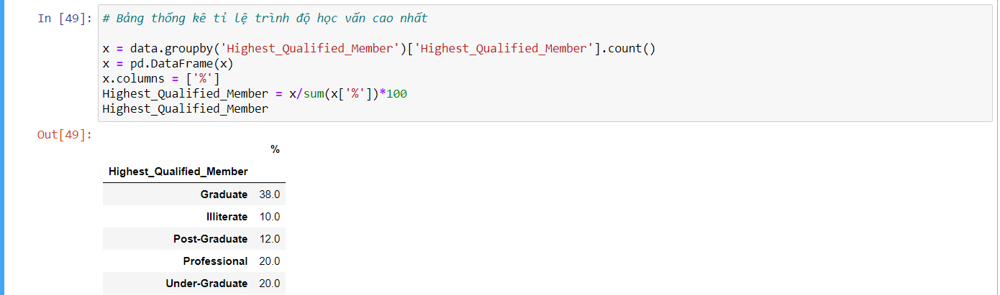 In [49]:
# Bảng thống kê tỉ lệ trình độ học vấn cao nhất
x = data.groupby('Highest_Qualified_Member')['Highest_Qualified_Member'].count()
x = pd.DataFrame(x)
x.columns = ['%']
Highest_Qualified_Member = x/sum(x['%'])*100
Highest_Qualified_Member
Out[49]:
%
Highest_Qualified_Member
Graduate 38.0
Illiterate 10.0
Post-Graduate 12.0
Professional 20.0
Under-Graduate 20.0